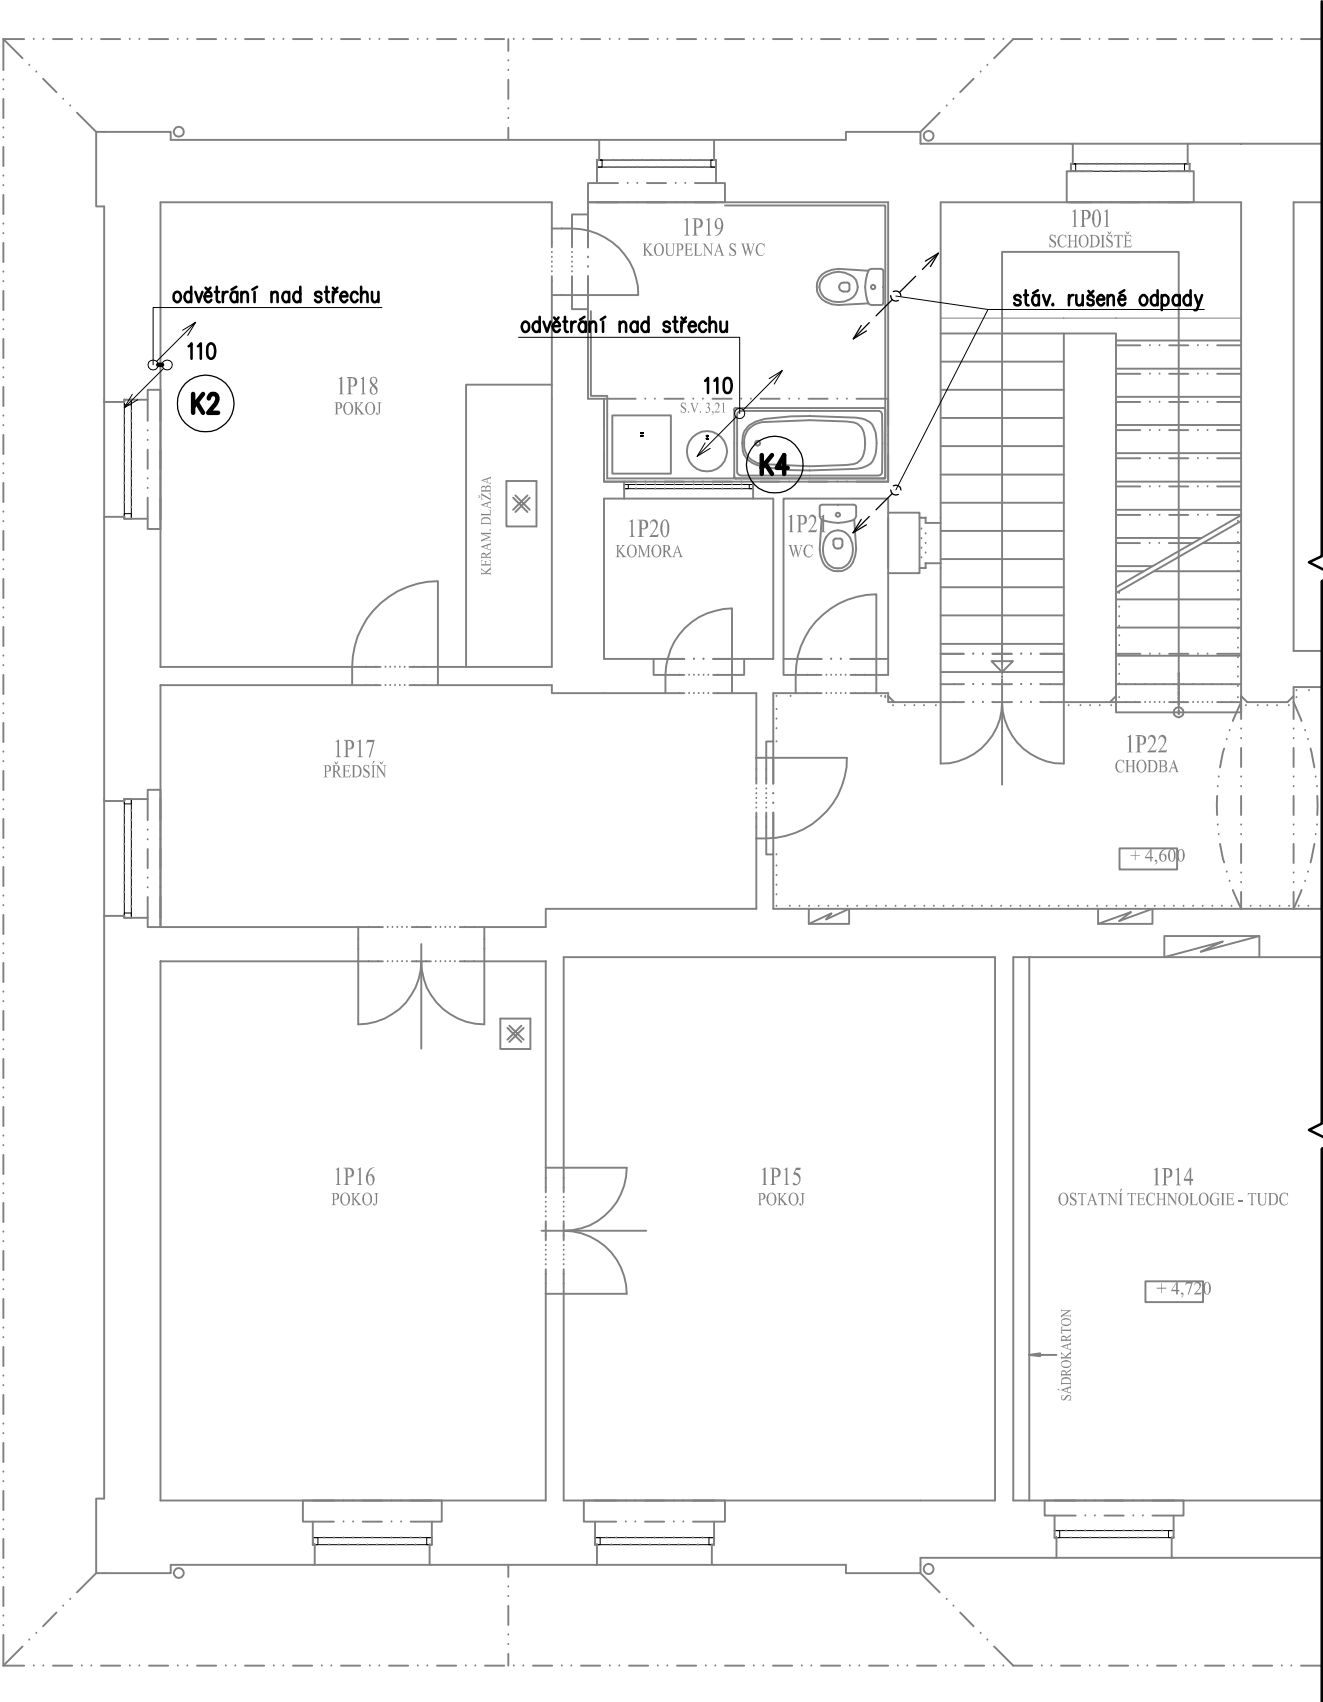 1P01
SCHODIŠTĚ
1P19
KOUPELNA S WC
odvětrání nad střechu
110
K2
odvětrání nad střechu
stáv. rušené odpady
1P18
POKOJ
110
S.V. 3,21
K4
KERAM. DLAŽBA
1P20
KOMORA
1P21
WC
1P17
PŘEDSÍŇ
1P22
CHODBA
+ 4,600
1P16
POKOJ
1P15
POKOJ
1P14
OSTATNÍ TECHNOLOGIE - TUDC
+ 4,720
SÁDROKARTON